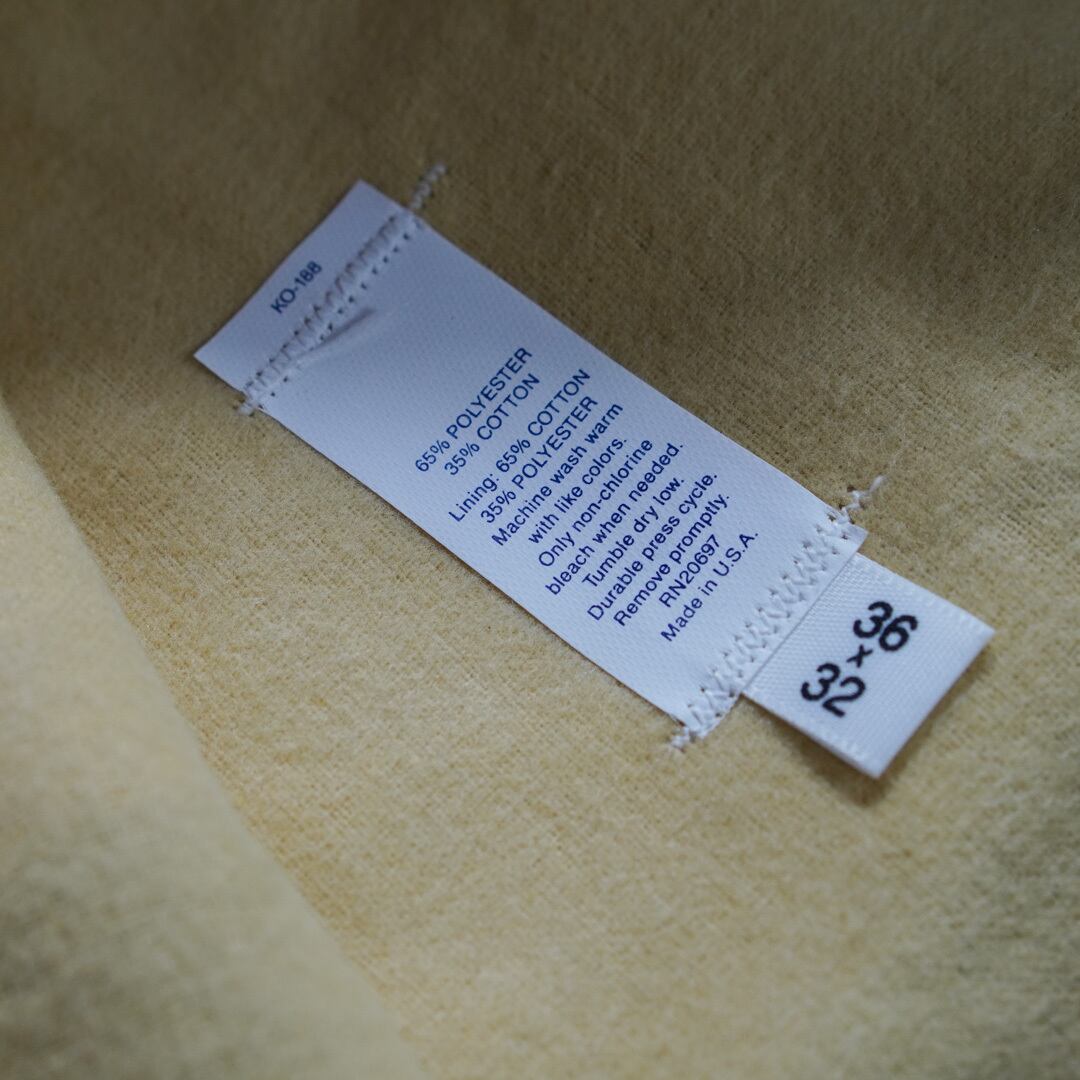 KO-188
65% POLYESTER
35% COTTON
Lining: 65% COTTON
35% POLYESTER
Machine wash warm
with like colors.
Only non-chlorine
bleach when needed.
Tumble dry low.
Durable press cycle.
Remove promptly.
RN20697
Made in U.S.A.
36
×
32